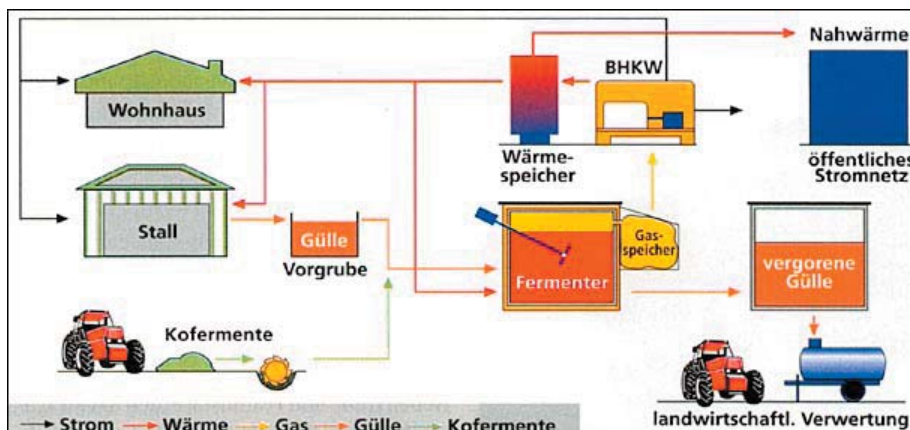 Nahwärme
BHKW
Wohnhaus
Wärme-
speicher
öffentliches
Stromnetz
Stall
Gülle
Vorgrube
Gas-
speicher
Fermenter
vergorene
Gülle
Kofermente
landwirtschaftl. Verwertung
Strom Wärme Gas Gülle Kofermente